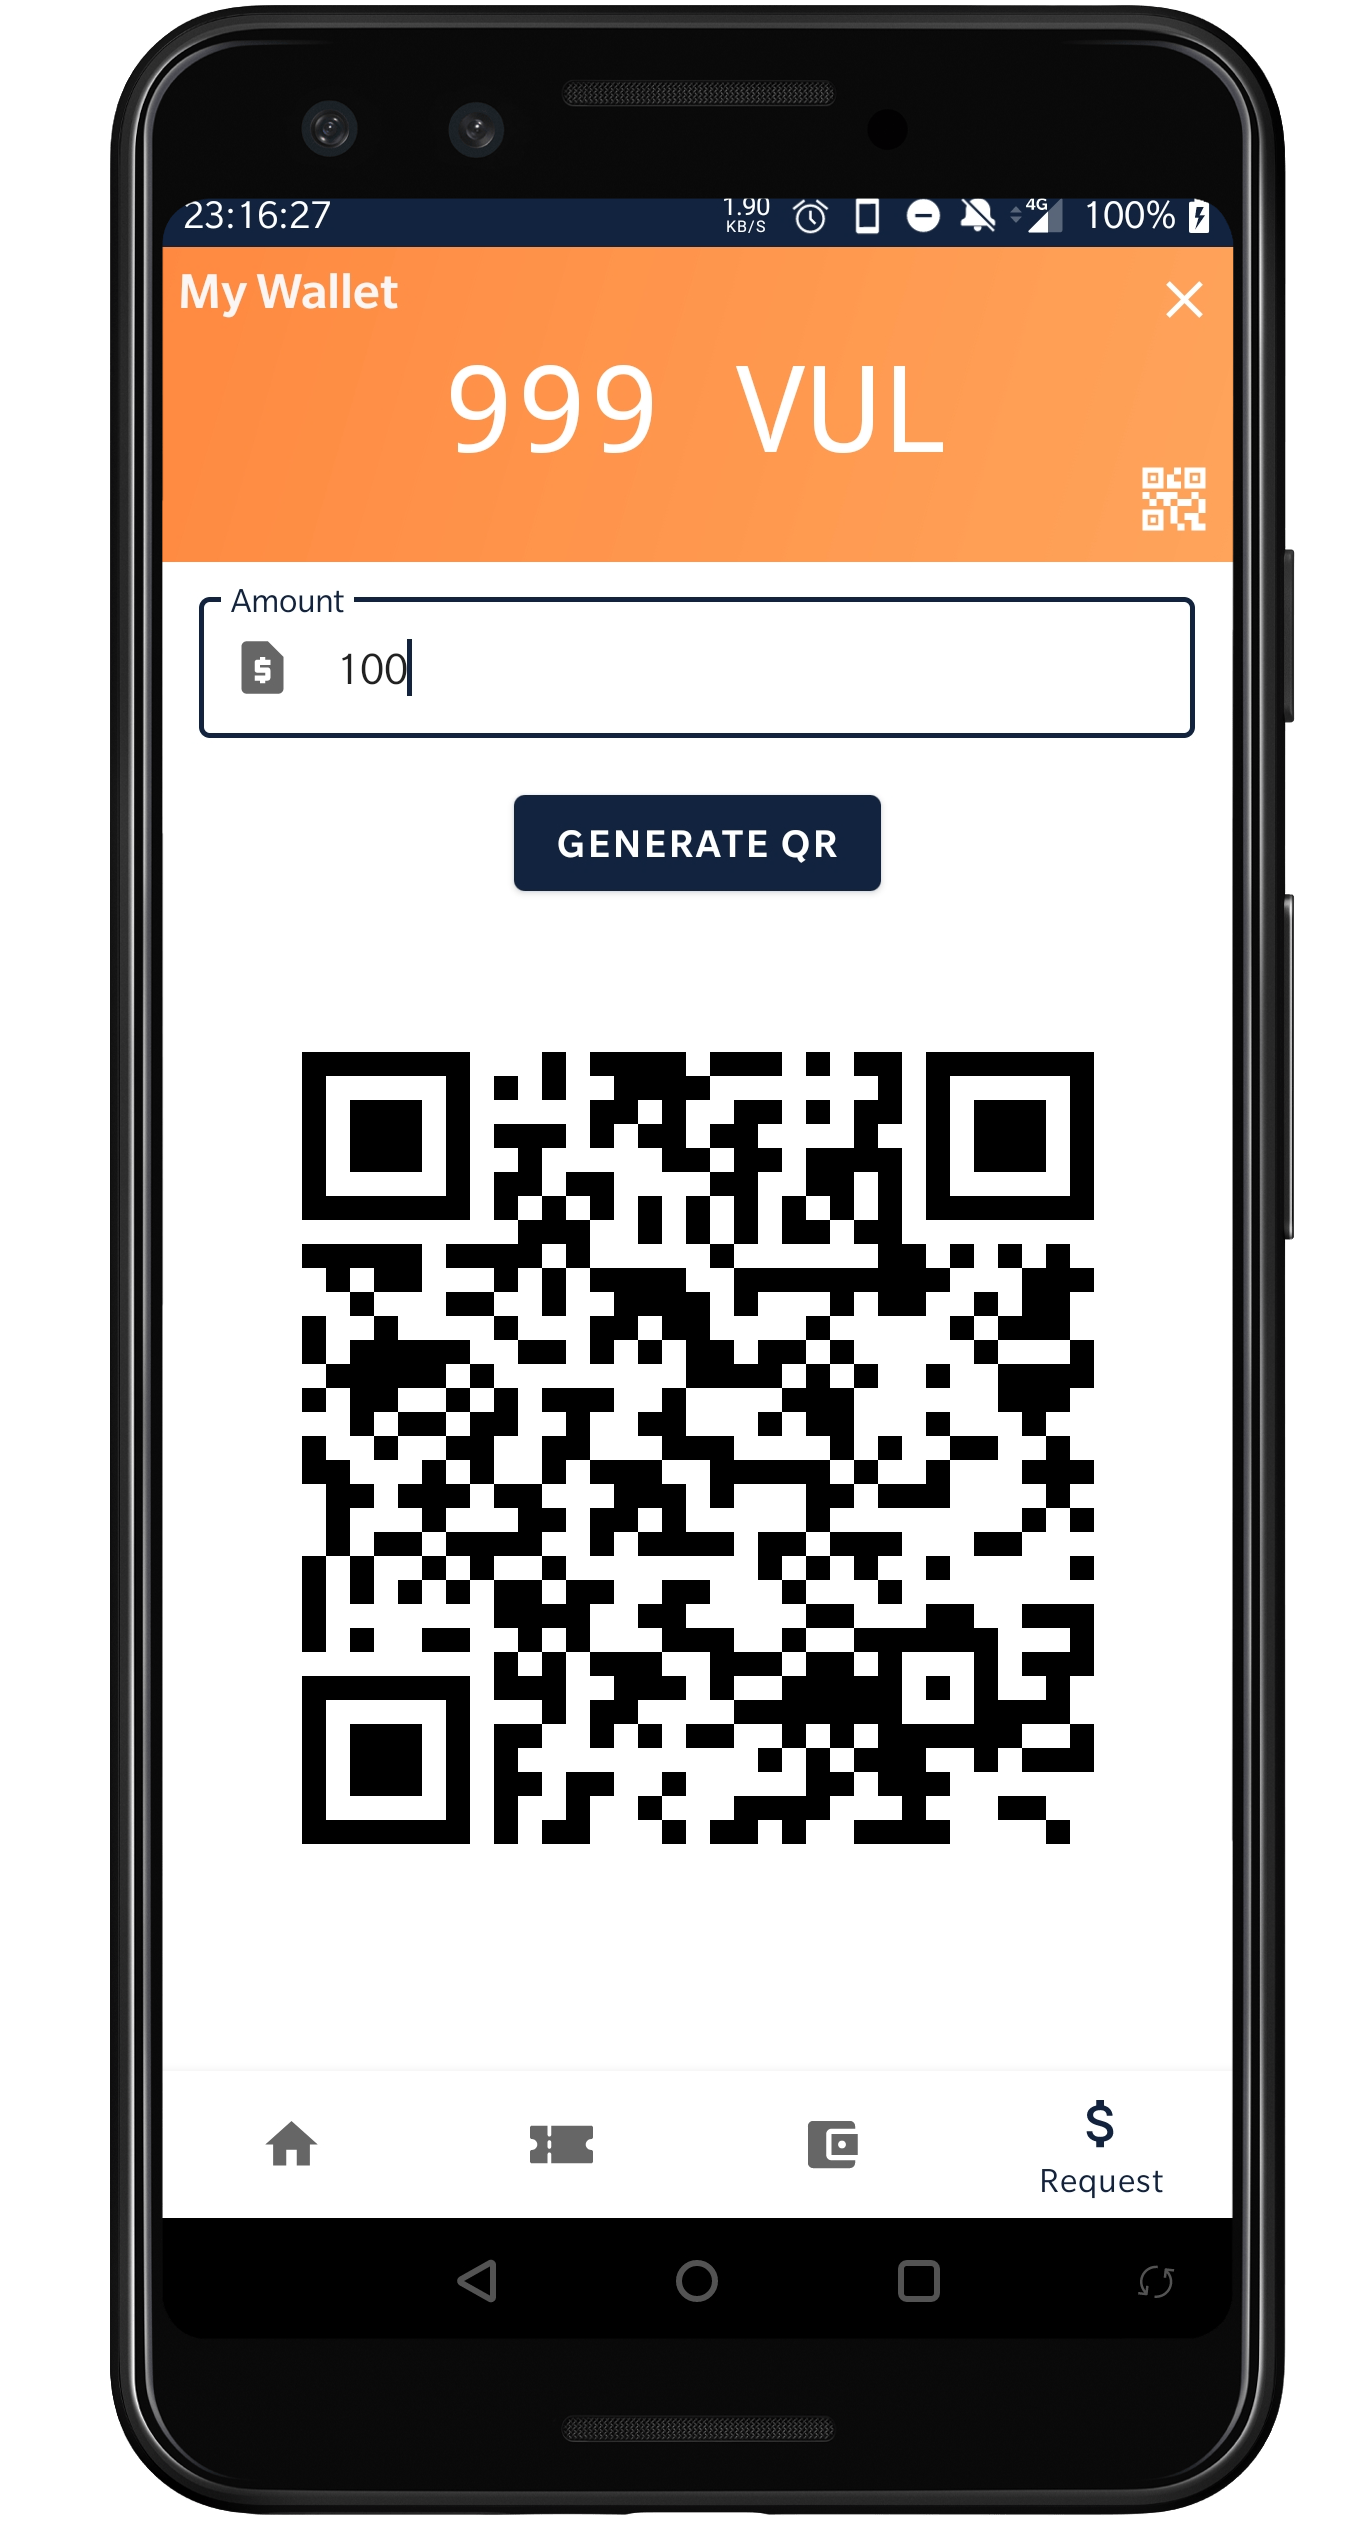 23:16:27
1.90
KB/S
4G
100%
My Wallet
999 VUL
Amount
$
100
GENERATE QR
$
Request